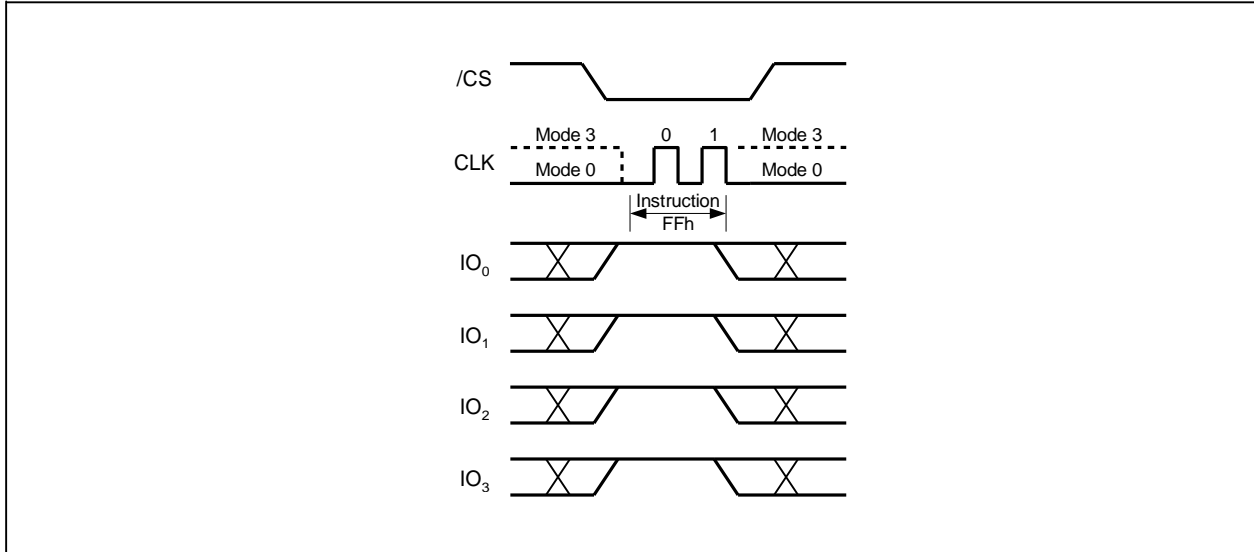 /CS
Mode 3 0 1 Mode 3
CLK
Mode 0 Mode 0
Instruction
FFh
IO0
IO1
IO2
IO3